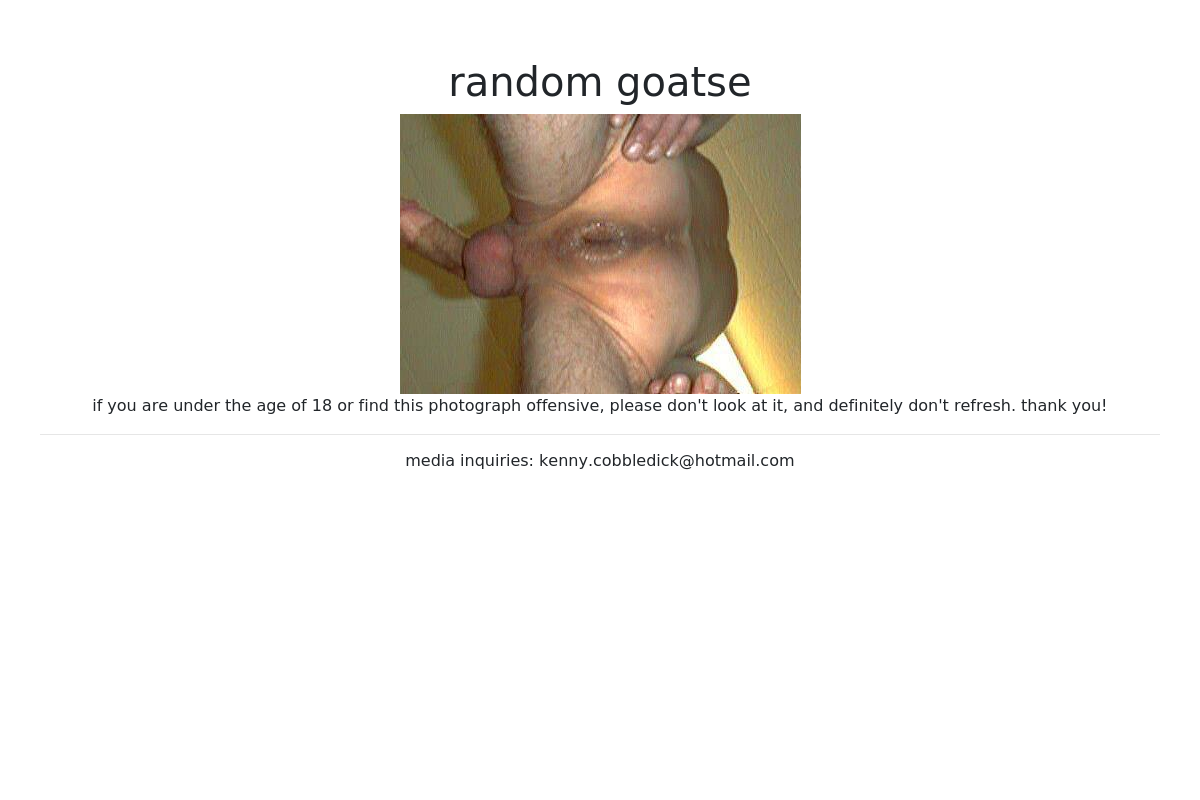 random goatse
if you are under the age of 18 or find this photograph offensive, please don't look at it, and definitely don't refresh. thank you!
media inquiries: kenny.cobbledick@hotmail.com